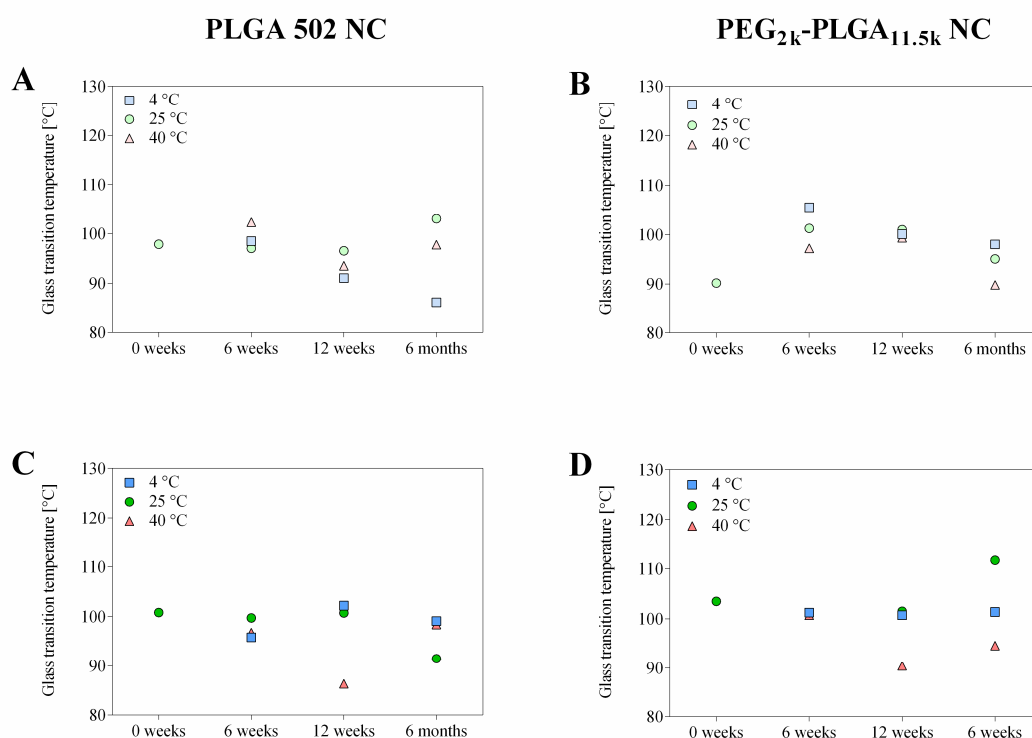 PLGA 502 NC
PEG2k-PLGA11.5k NC
A
Glass transition temperature [°C]
130
120
110
100
90
80
4 °C
25 °C
40 °C
0 weeks 6 weeks 12 weeks 6 months
B
Glass transition temperature [°C]
130
120
110
100
90
80
4 °C
25 °C
40 °C
0 weeks 6 weeks 12 weeks 6 months
C
Glass transition temperature [°C]
130
120
110
100
90
80
4 °C
25 °C
40 °C
0 weeks 6 weeks 12 weeks 6 months
D
Glass transition temperature [°C]
130
120
110
100
90
80
4 °C
25 °C
40 °C
0 weeks 6 weeks 12 weeks 6 weeks